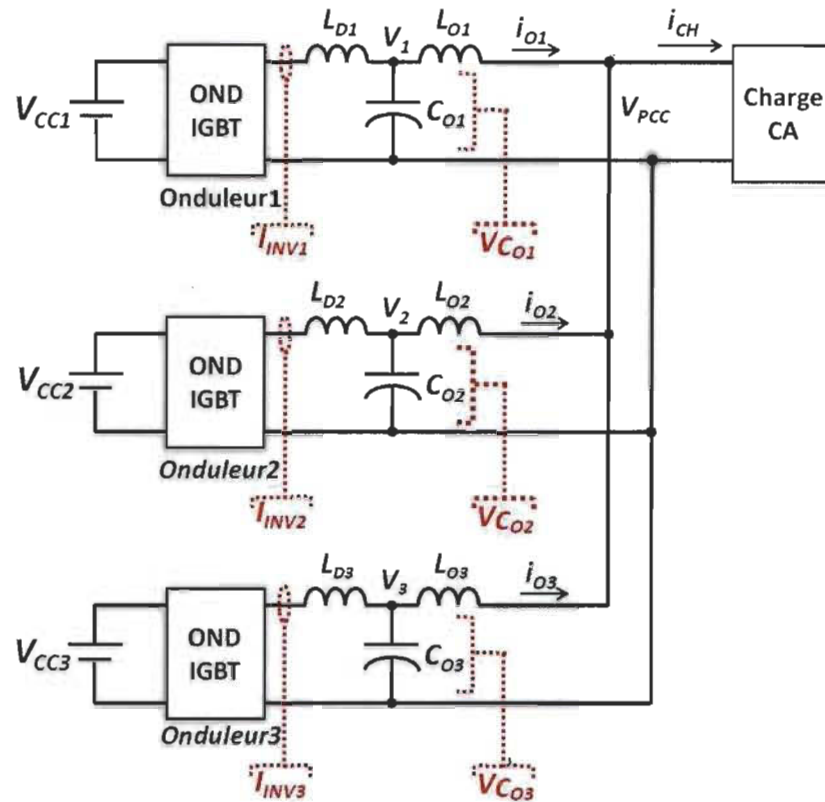 L_D1 V_1 L_O1 i_O1 i_CH
V_CC1 OND IGBT C_O1 V_PCC Charge CA
Onduleur1
I_INV1 VC_O1
L_D2 V_2 L_O2 i_O2
V_CC2 OND IGBT C_O2
Onduleur2
I_INV2 VC_O2
L_D3 V_3 L_O3 i_O3
V_CC3 OND IGBT C_O3
Onduleur3
I_INV3 VC_O3